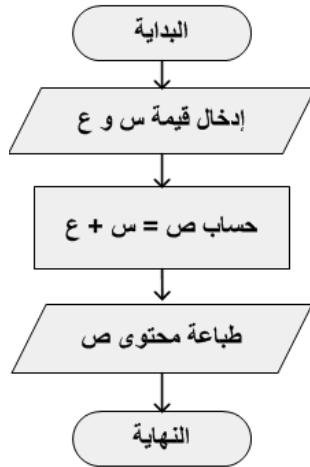 البداية
إدخال قيمة س و ع
حساب ص = س + ع
طباعة محتوى ص
النهاية